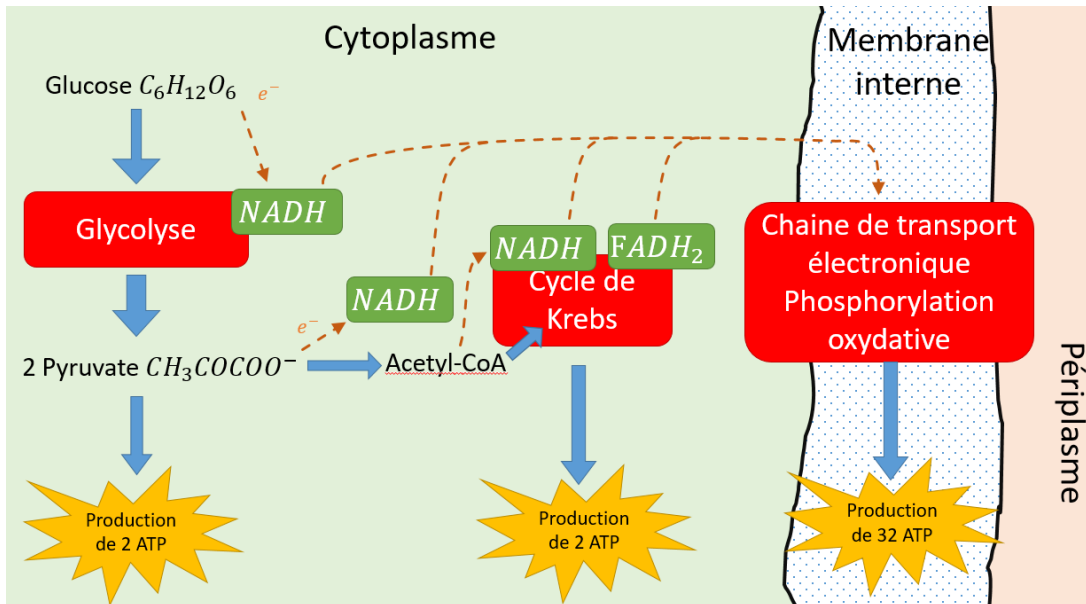 Cytoplasme
Membrane
interne
Glucose C₆H₁₂O₆
e⁻
Glycolyse
NADH
NADH
NADH
FADH₂
Cycle de
Krebs
Chaine de transport
électronique
Phosphorylation
oxydative
e⁻
2 Pyruvate CH₃COCOO⁻
Acetyl-CoA
Périplasme
Production
de 2 ATP
Production
de 2 ATP
Production
de 32 ATP